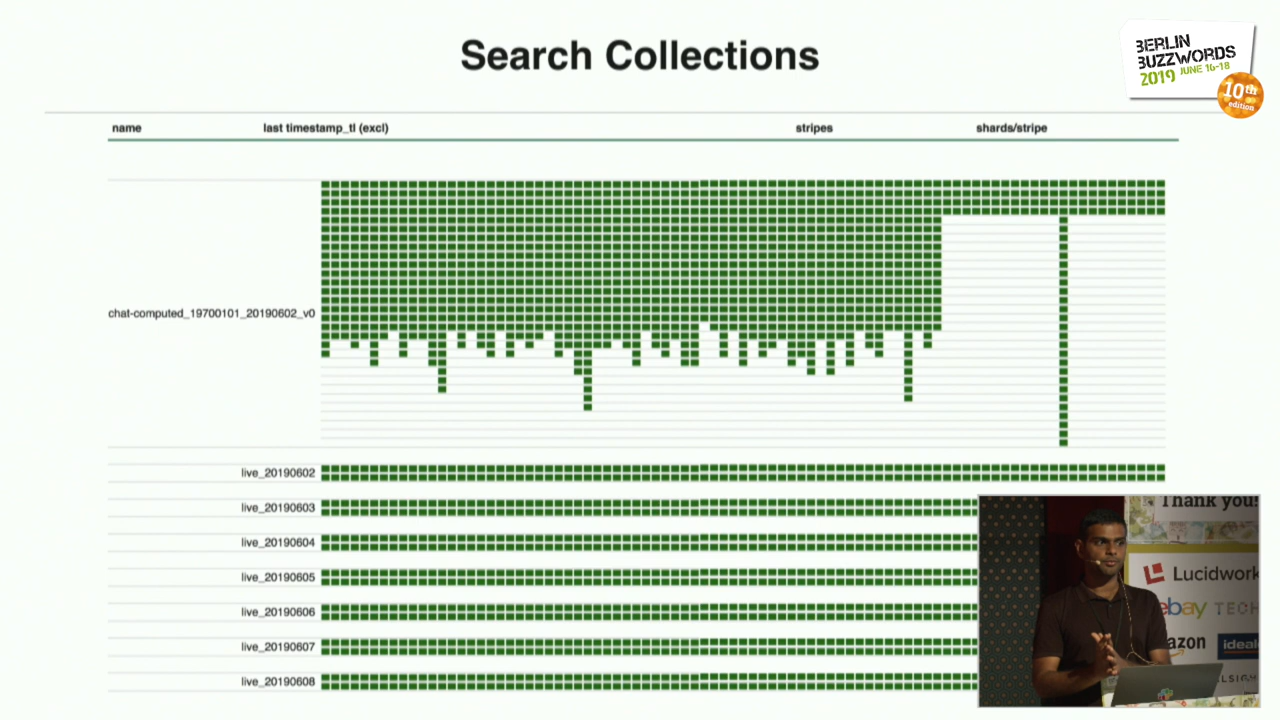 Search Collections
BERLIN
BUZZWORDS
2019 JUNE 16-18
10th
edition
name last timestamp_tl (excl) stripes shards/stripe
chat-computed_19700101_20190602_v0
live_20190602
live_20190603
live_20190604
live_20190605
live_20190606
live_20190607
live_20190608
Thank you!
Lucidwork
ebay TECH
azon ideal